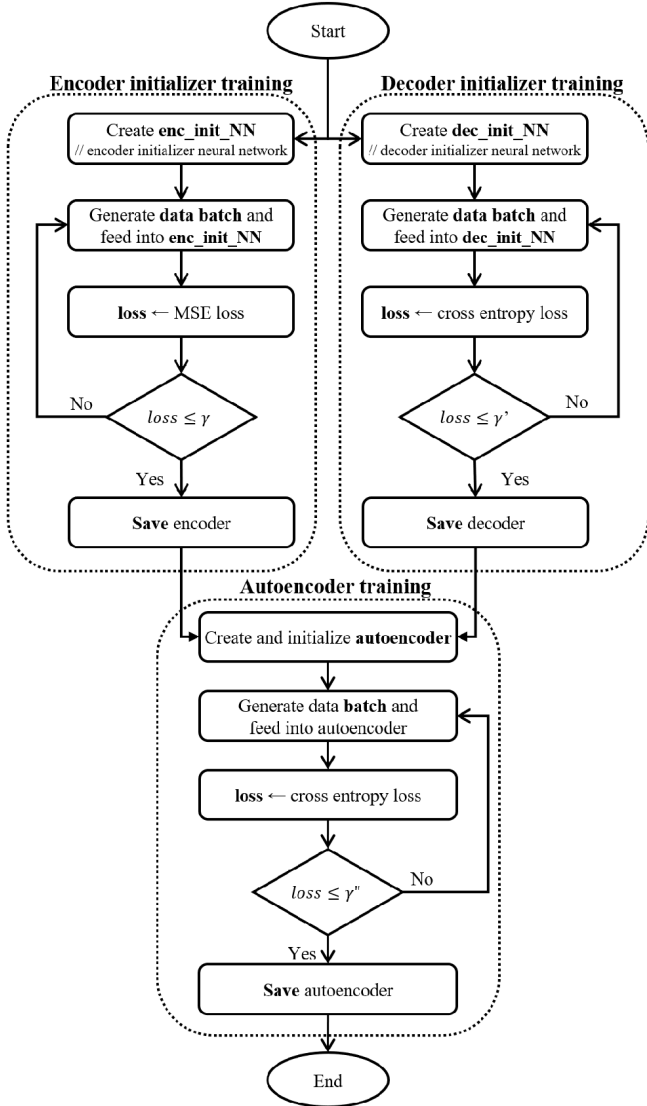 Start
Encoder initializer training
Create enc_init_NN
// encoder initializer neural network
Generate data batch and
feed into enc_init_NN
loss ← MSE loss
No
loss ≤ γ
Yes
Save encoder
Decoder initializer training
Create dec_init_NN
// decoder initializer neural network
Generate data batch and
feed into dec_init_NN
loss ← cross entropy loss
No
loss ≤ γ’
Yes
Save decoder
Autoencoder training
Create and initialize autoencoder
Generate data batch and
feed into autoencoder
loss ← cross entropy loss
No
loss ≤ γ"
Yes
Save autoencoder
End